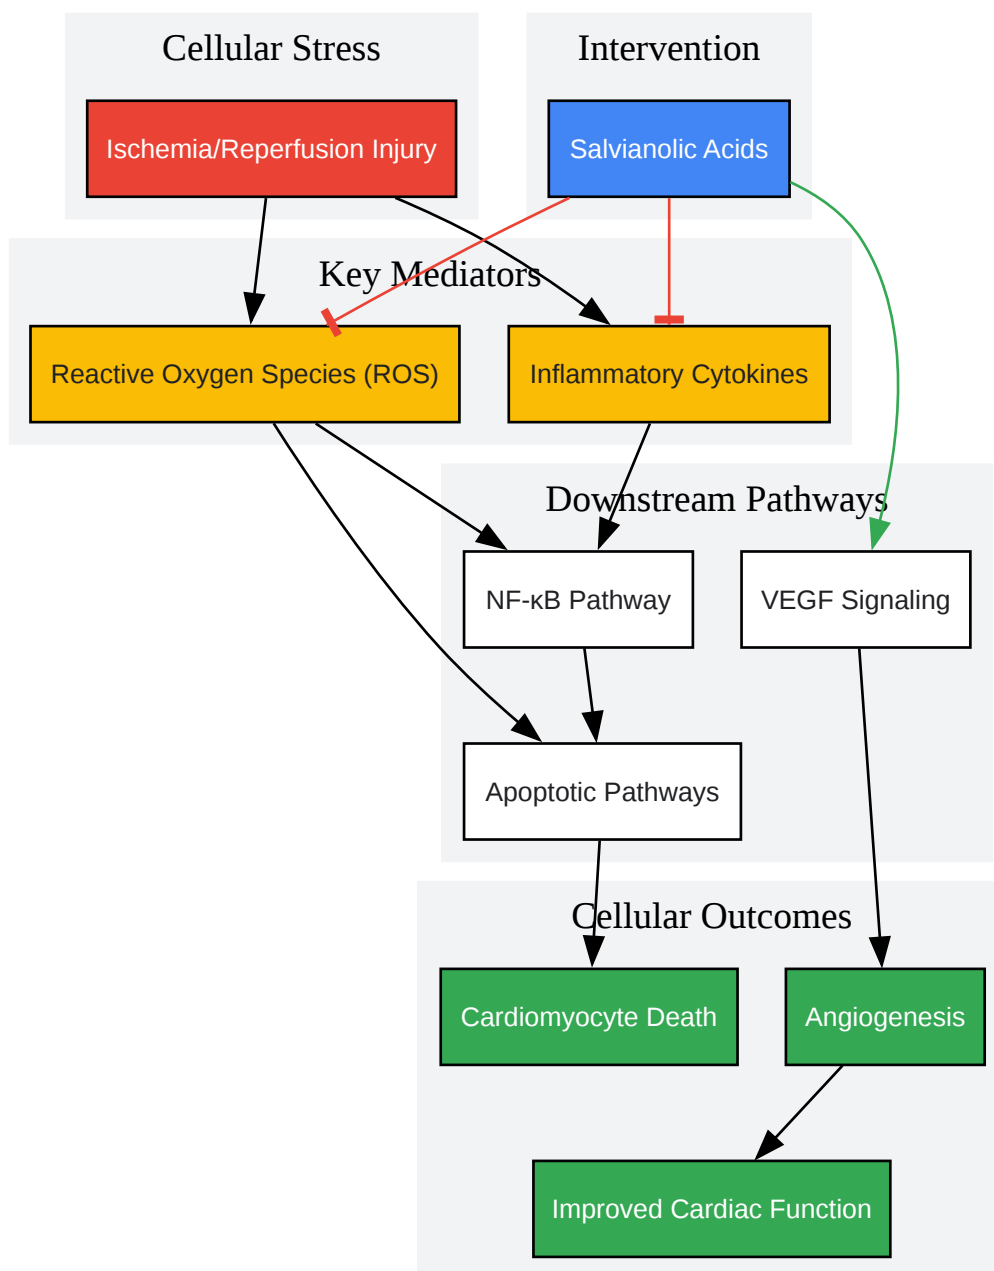 Cellular Stress
Intervention
Ischemia/Reperfusion Injury
Salvianolic Acids
Key Mediators
Reactive Oxygen Species (ROS)
Inflammatory Cytokines
Downstream Pathways
NF-κB Pathway
VEGF Signaling
Apoptotic Pathways
Cellular Outcomes
Cardiomyocyte Death
Angiogenesis
Improved Cardiac Function